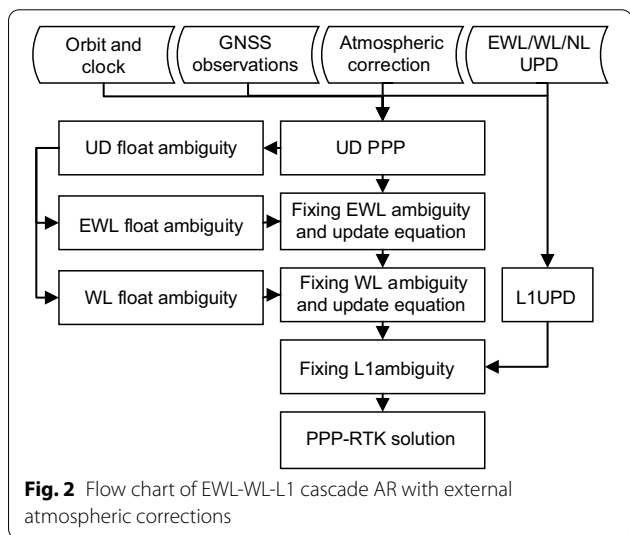 Orbit and
clock
GNSS
observations
Atmospheric
correction
EWL/WL/NL
UPD
UD float ambiguity
UD PPP
EWL float ambiguity
Fixing EWL ambiguity
and update equation
WL float ambiguity
Fixing WL ambiguity
and update equation
L1UPD
Fixing L1ambiguity
PPP-RTK solution
Fig. 2 Flow chart of EWL-WL-L1 cascade AR with external
atmospheric corrections